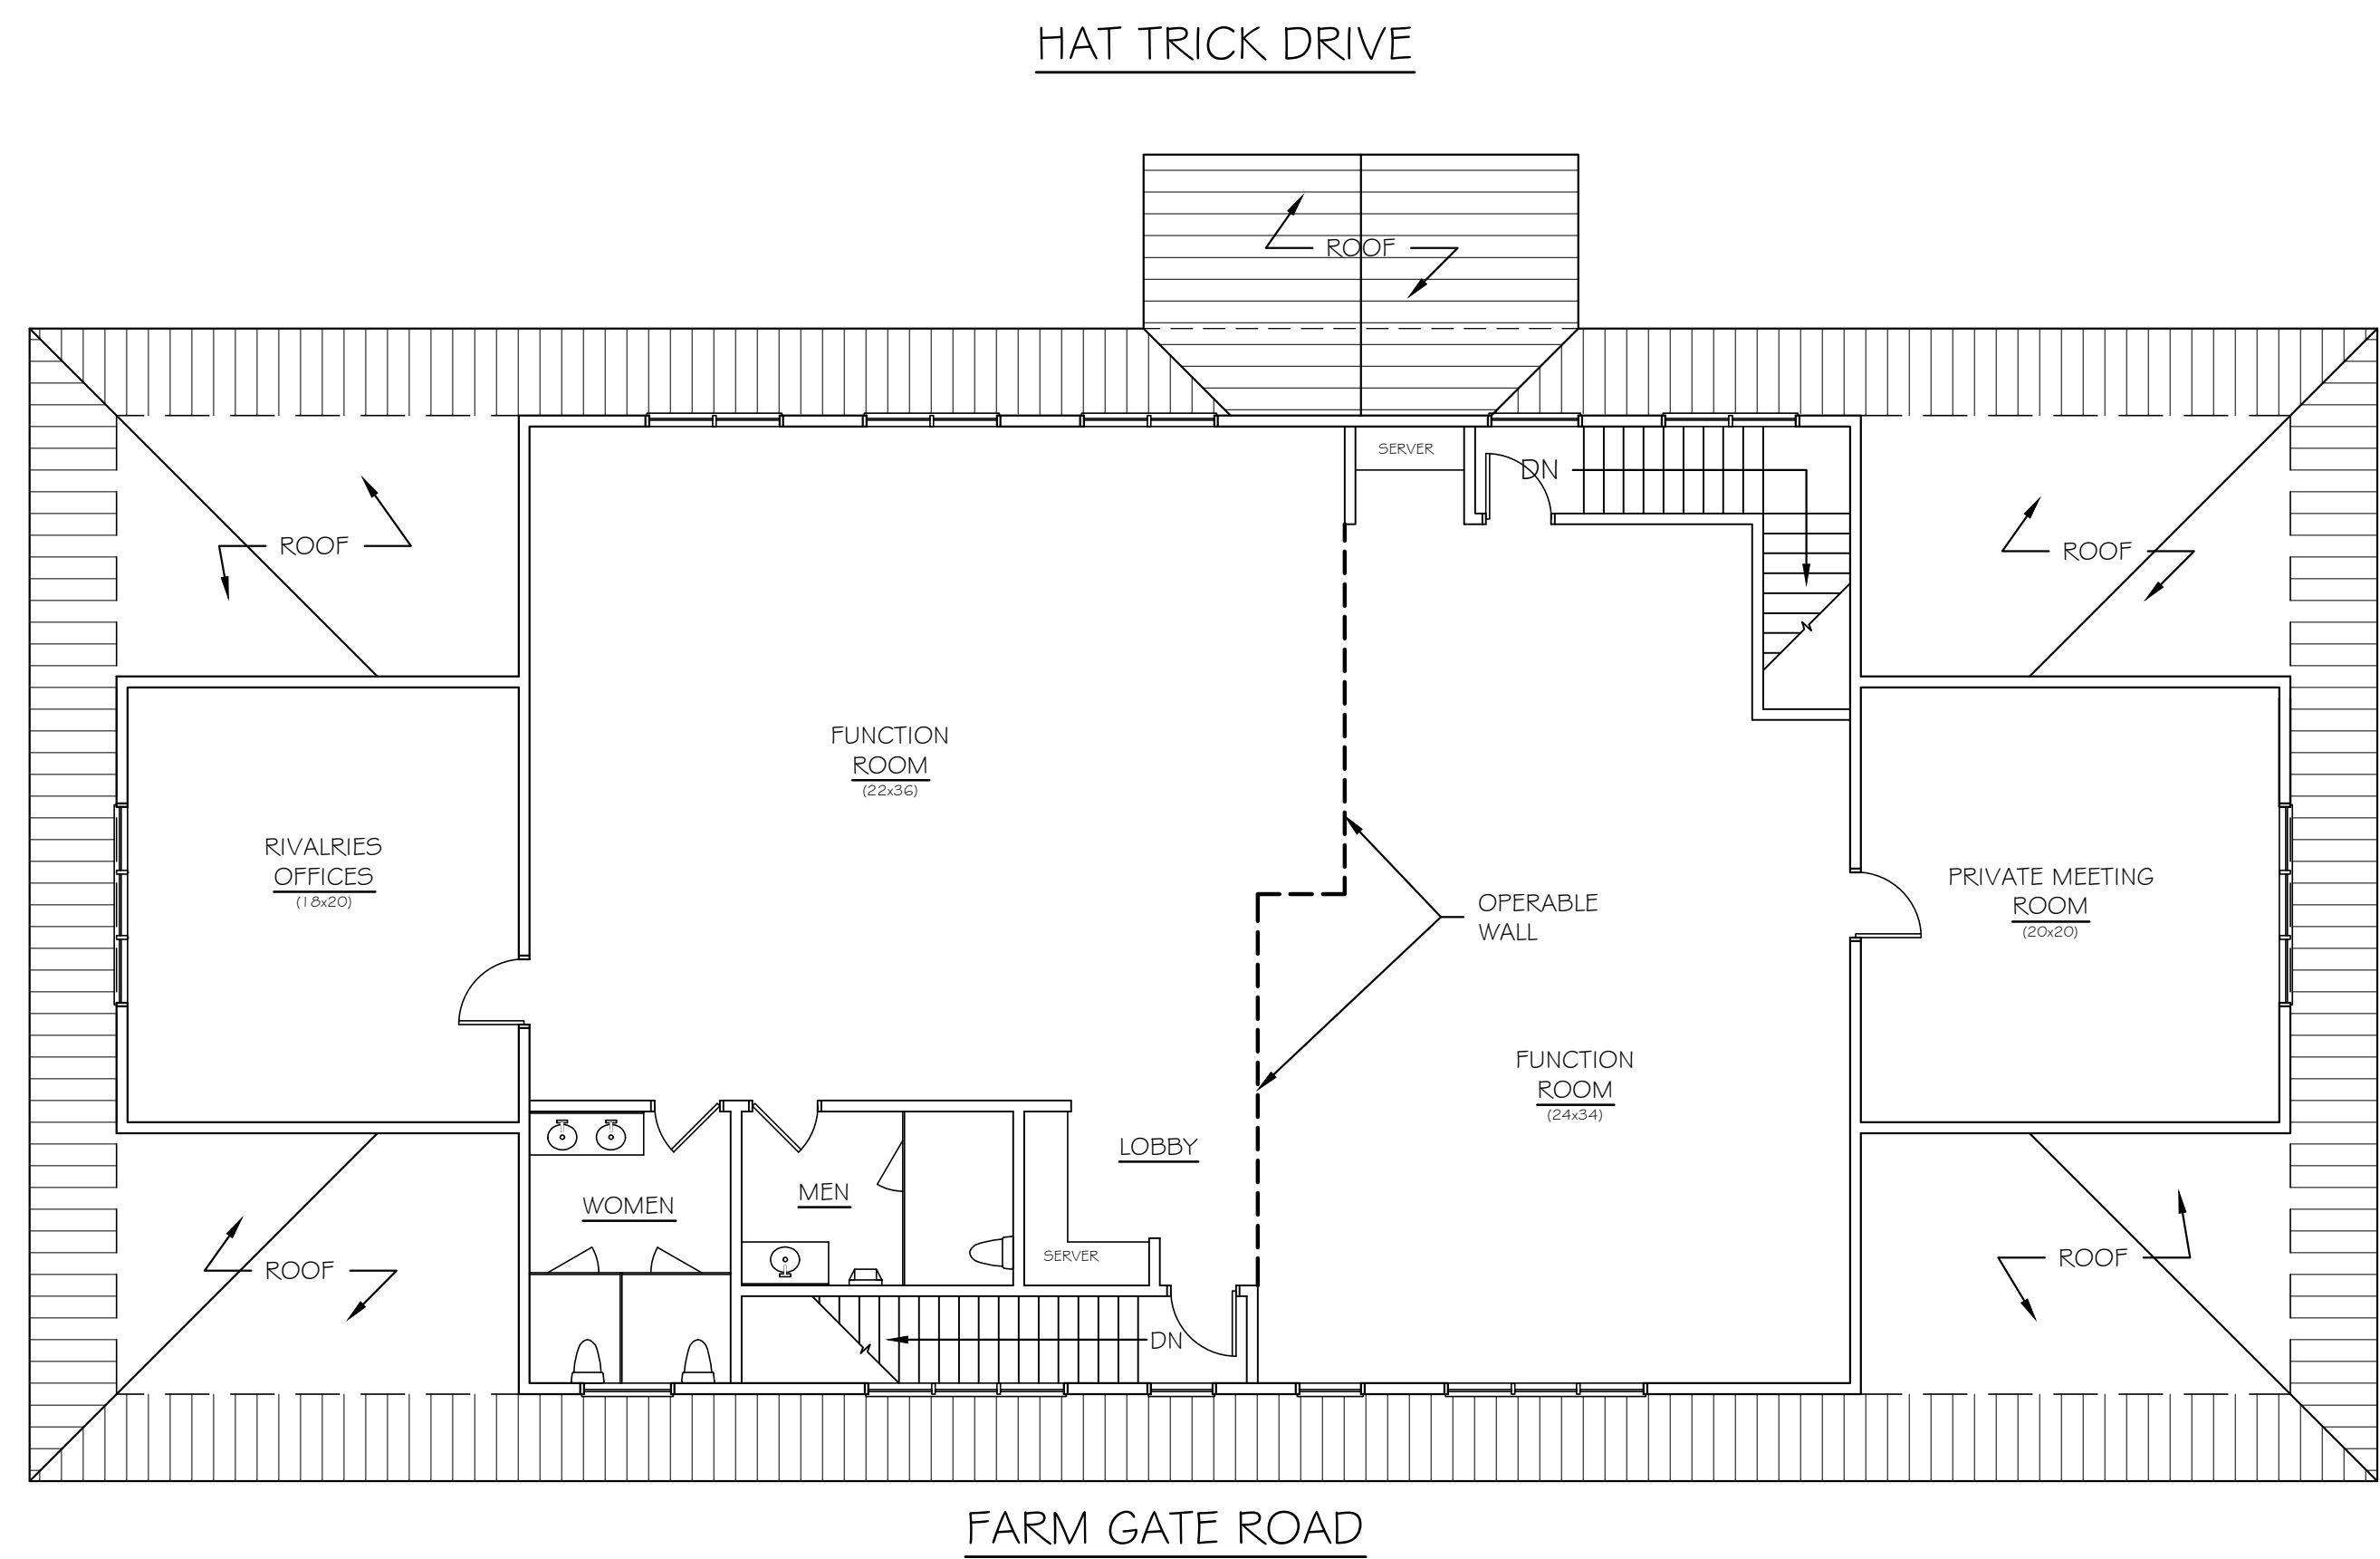 HAT TRICK DRIVE
ROOF
SERVER
DN
ROOF
ROOF
FUNCTION
ROOM
(22x36)
RIVALRIES
OFFICES
(18x20)
PRIVATE MEETING
ROOM
(20x20)
OPERABLE
WALL
FUNCTION
ROOM
(24x34)
LOBBY
WOMEN
MEN
SERVER
ROOF
ROOF
DN
FARM GATE ROAD